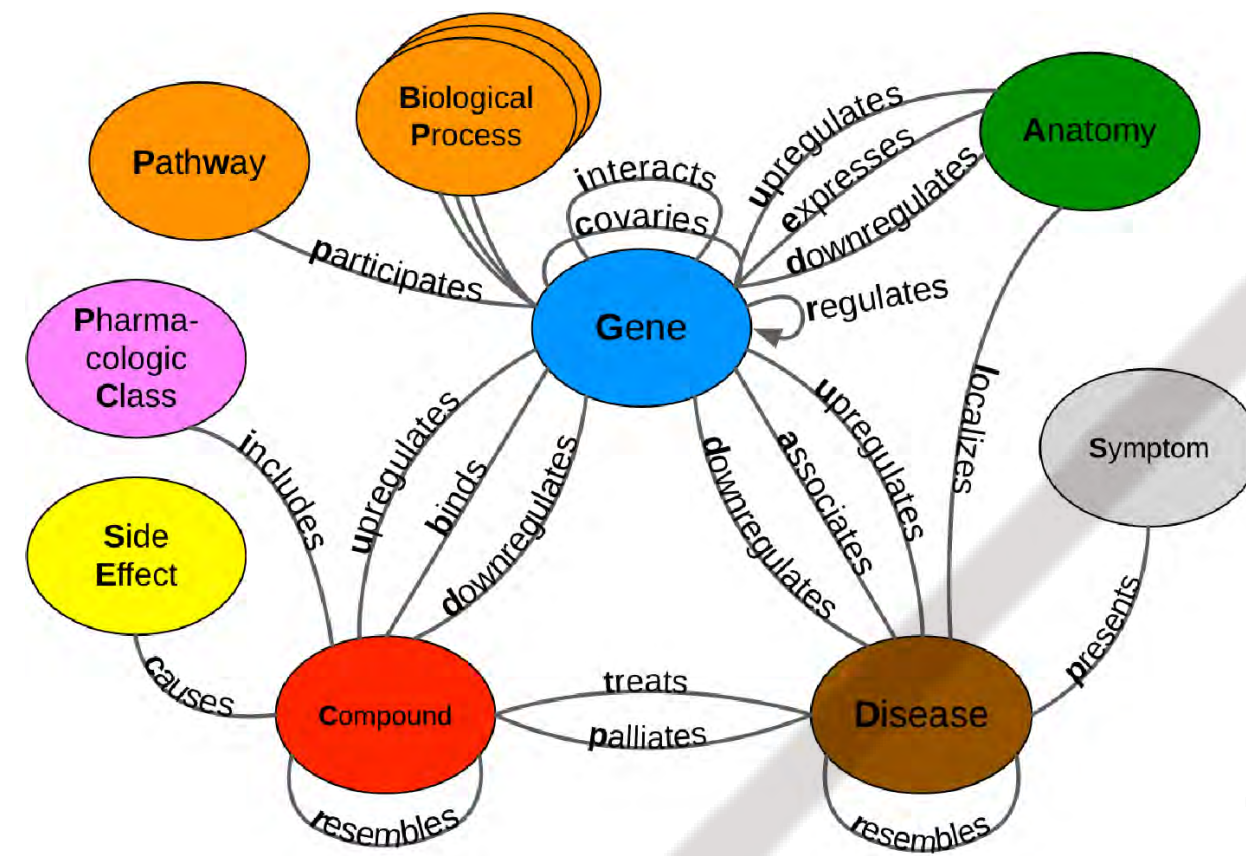 Biological
Process
Pathway
Anatomy
upregulates
expresses
downregulates
interacts
covaries
participates
Gene
regulates
Pharma-
cologic
Class
includes
upregulates
binds
downregulates
downregulates
associates
upregulates
localizes
Symptom
Side
Effect
causes
Compound
treats
palliates
Disease
presents
resembles
resembles